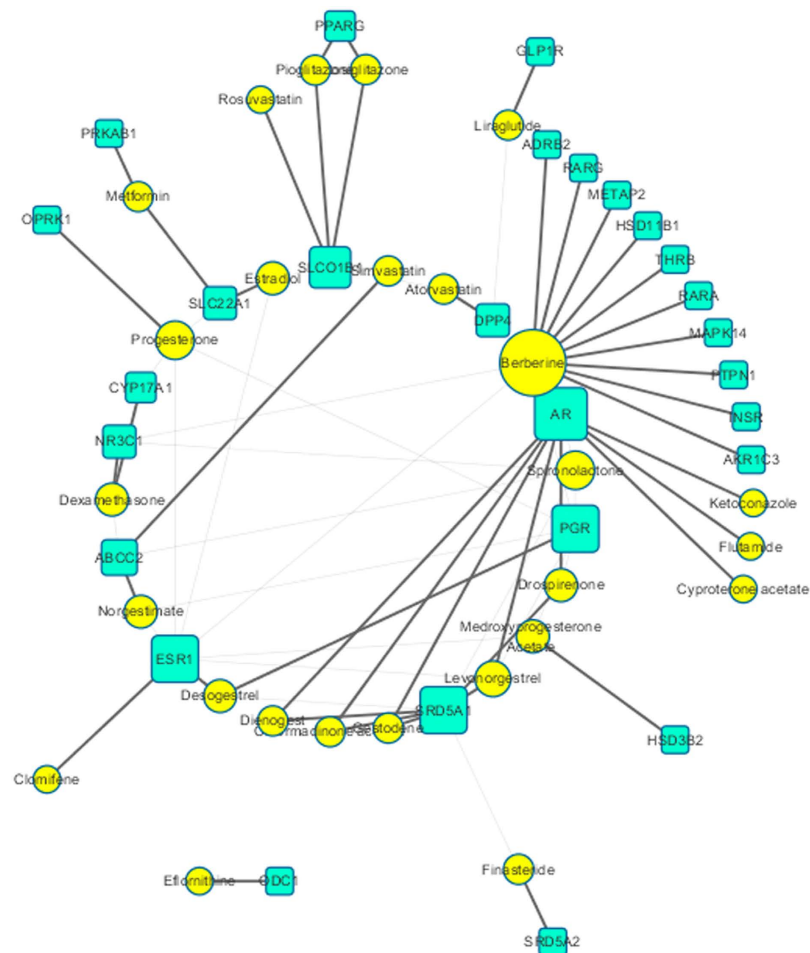 PPARG
GLP1R
Pioglitazone
Rosuvastatin
Liraglutide
PRKAB1
ADRB2
RARG
METAP2
Metformin
OPRK1
HSD11B1
THRB
SLCO1B1
Simvastatin
Estradiol
Atorvastatin
RARA
SLC22A1
DPP4
MAPK14
Progesterone
Berberine
PTPN1
CYP17A1
AR
INSR
NR3C1
AKR1C3
Spironolactone
Dexamethasone
Ketoconazole
PGR
Flutamide
ABCC2
Drospirenone
Cyproterone acetate
Norgestimate
Medroxyprogesterone
Acetate
ESR1
Levonorgestrel
Desogestrel
SRD5A1
Dienogest
Gestodene
HSD3B2
Clomifene
Finasteride
Eflornithine
ODC1
SRD5A2